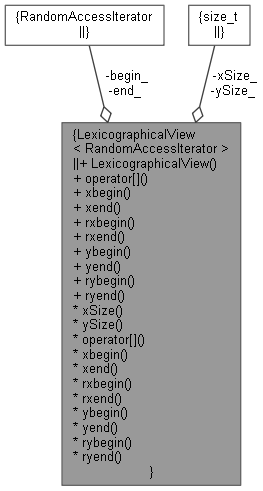 {RandomAccessIterator
||}
{size_t
||}
-begin_
-end_
-xSize_
-ySize_
{LexicographicalView
< RandomAccessIterator >
||+ LexicographicalView()
+ operator[]()
+ xbegin()
+ xend()
+ rxbegin()
+ rxend()
+ ybegin()
+ yend()
+ rybegin()
+ ryend()
* xSize()
* ySize()
* operator[]()
* xbegin()
* xend()
* rxbegin()
* rxend()
* ybegin()
* yend()
* rybegin()
* ryend()
}